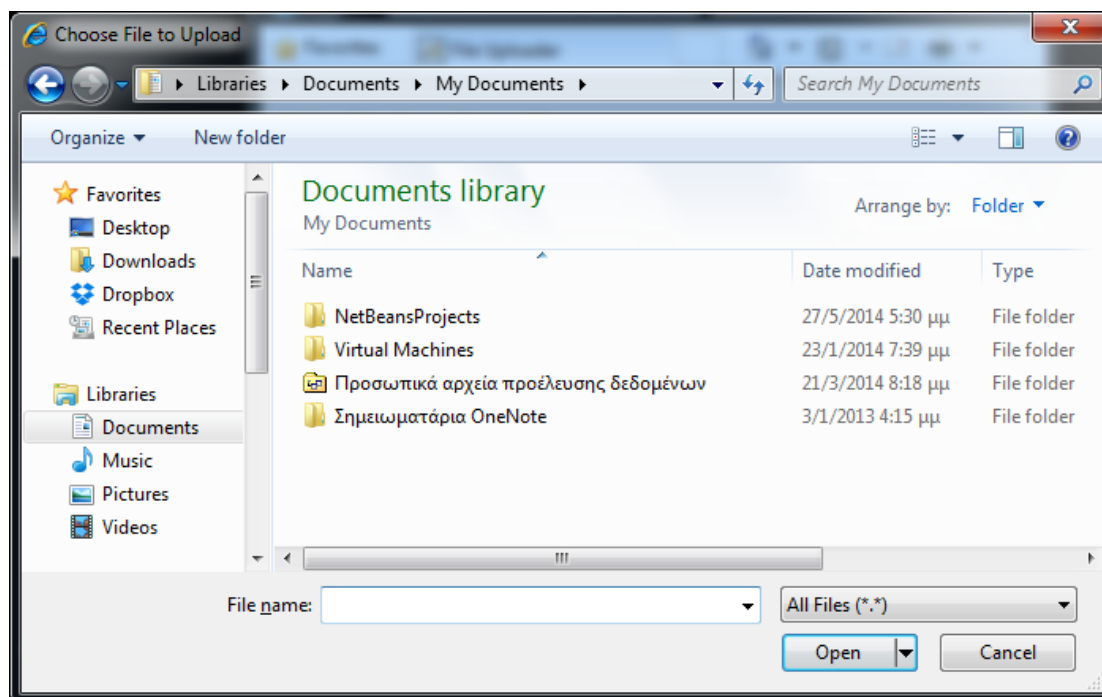 Choose File to Upload
Libraries Documents My Documents
Search My Documents
Organize New folder
Favorites
Desktop
Downloads
Dropbox
Recent Places
Libraries
Documents
Music
Pictures
Videos
Documents library
My Documents
Arrange by: Folder
Name Date modified Type
NetBeansProjects 27/5/2014 5:30 μμ File folder
Virtual Machines 23/1/2014 7:39 μμ File folder
Προσωπικά αρχεία προέλευσης δεδομένων 21/3/2014 8:18 μμ File folder
Σημειωματάρια OneNote 3/1/2013 4:15 μμ File folder
File name: All Files (*.*)
Open Cancel